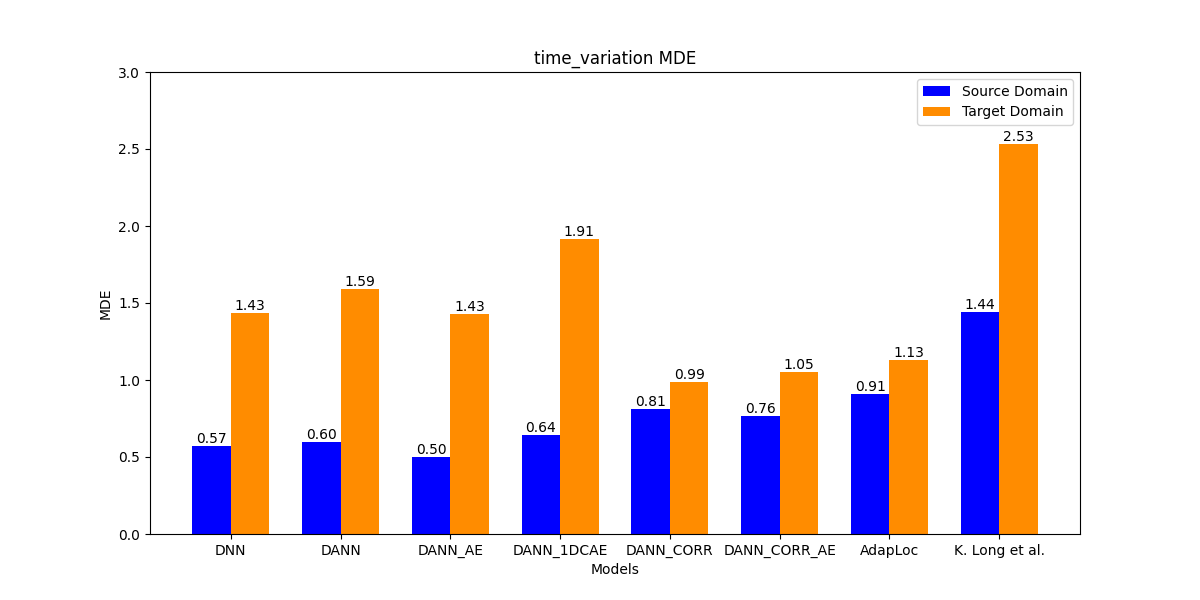 time_variation MDE
Source Domain
Target Domain
MDE
3.0
2.5
2.0
1.5
1.0
0.5
0.0
0.57
1.43
0.60
1.59
0.50
1.43
0.64
1.91
0.81
0.99
0.76
1.05
0.91
1.13
1.44
2.53
DNN
DANN
DANN_AE
DANN_1DCAE
DANN_CORR
DANN_CORR_AE
AdapLoc
K. Long et al.
Models